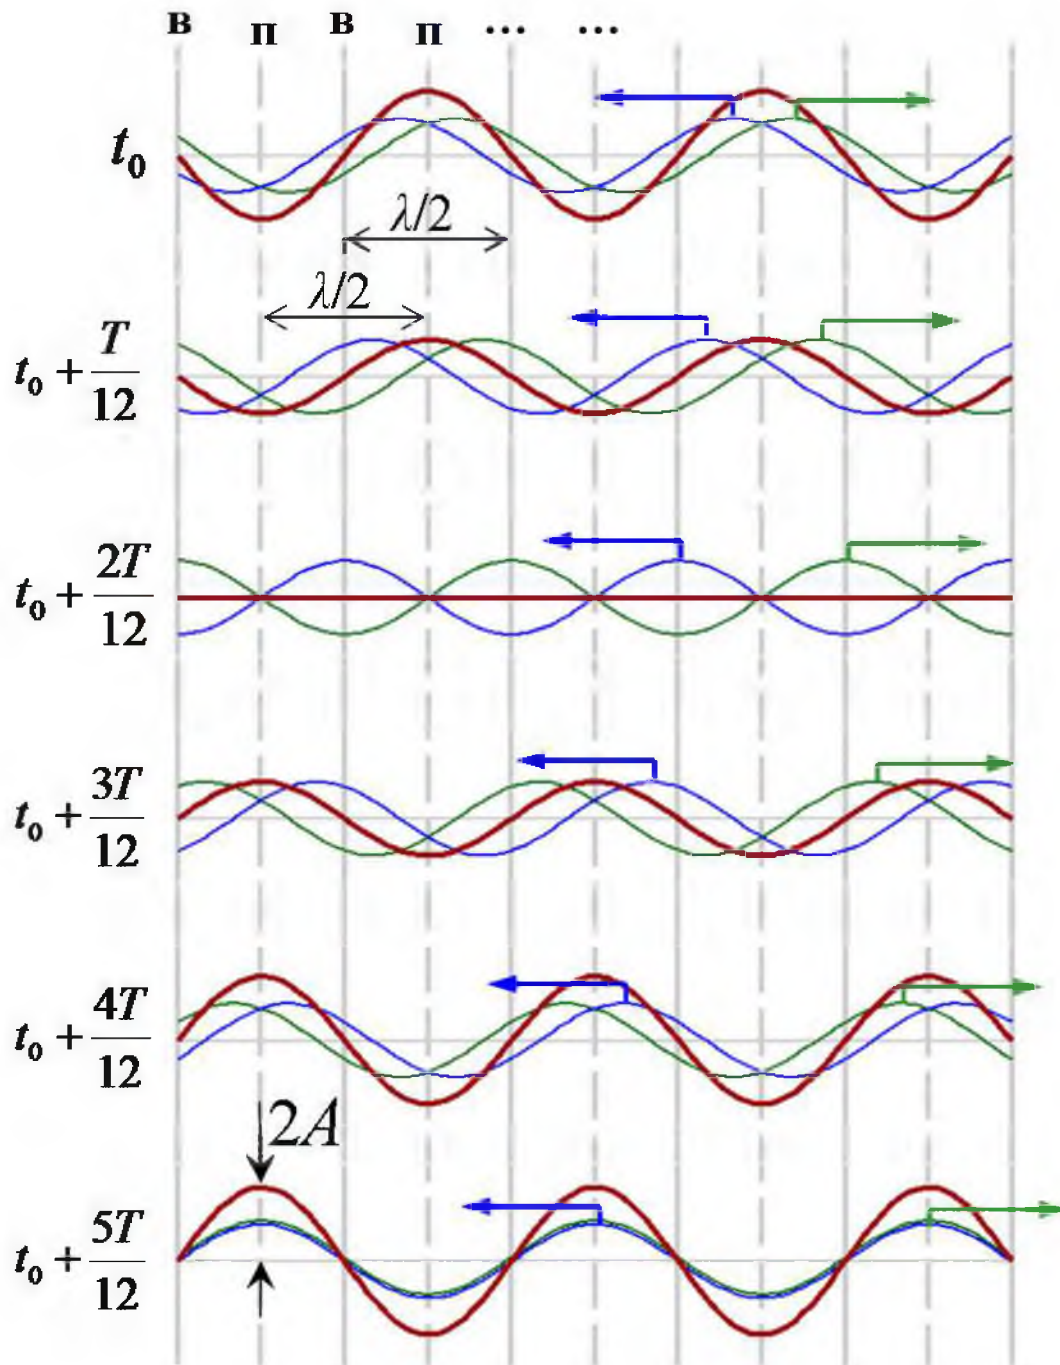 в п в п ... ...
t₀
λ/2
λ/2
t₀ + T/12
t₀ + 2T/12
t₀ + 3T/12
t₀ + 4T/12
2A
t₀ + 5T/12